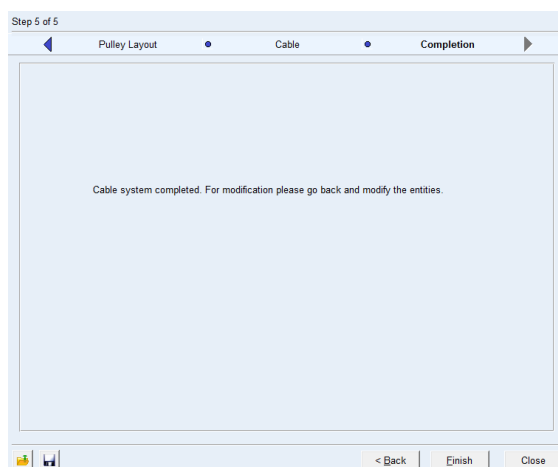 Step 5 of 5
Pulley Layout Cable Completion
Cable system completed. For modification please go back and modify the entities.
< Back Finish Close